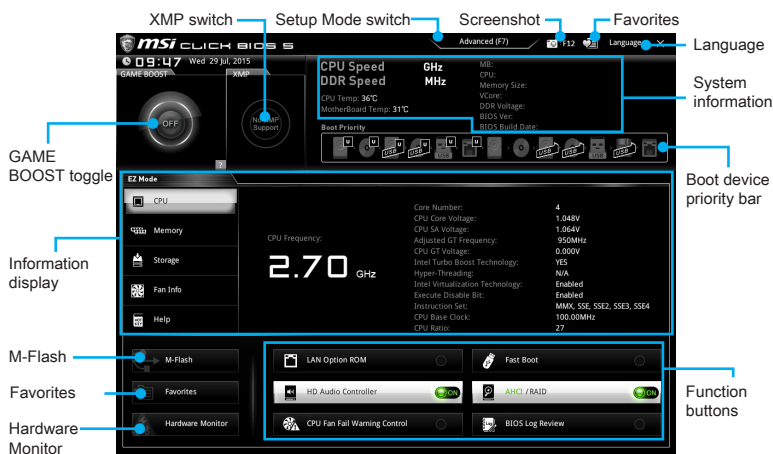 XMP switch
Setup Mode switch
Screenshot
Favorites
msi CLICK BIOS 5
Advanced (F7)
F12
Language
X
Language
09:47 Wed 29 Jul, 2015
GAME BOOST
XMP
CPU Speed GHz
DDR Speed MHz
CPU Temp: 36°C
MotherBoard Temp: 31°C
MB:
CPU:
Memory Size:
VCore:
DDR Voltage:
BIOS Ver:
BIOS Build Date:
System
information
OFF
No XMP
Support
Boot Priority
U U U U U U
USB USB USB USB USB USB USB
GAME
BOOST toggle
?
Boot device
priority bar
EZ Mode
CPU
Memory
Storage
Fan Info
Help
Information
display
CPU Frequency:
2.70 GHz
Core Number: 4
CPU Core Voltage: 1.048V
CPU SA Voltage: 1.064V
Adjusted GT Frequency: 950MHz
CPU GT Voltage: 0.000V
Intel Turbo Boost Technology: YES
Hyper-Threading: N/A
Intel Virtualization Technology: Enabled
Execute Disable Bit: Enabled
Instruction Set: MMX, SSE, SSE2, SSE3, SSE4
CPU Base Clock: 100.00MHz
CPU Ratio: 27
M-Flash
M-Flash
LAN Option ROM
Fast Boot
Favorites
Favorites
HD Audio Controller ON
AHCI /RAID ON
Function
buttons
Hardware
Monitor
Hardware Monitor
CPU Fan Fail Warning Control
BIOS Log Review